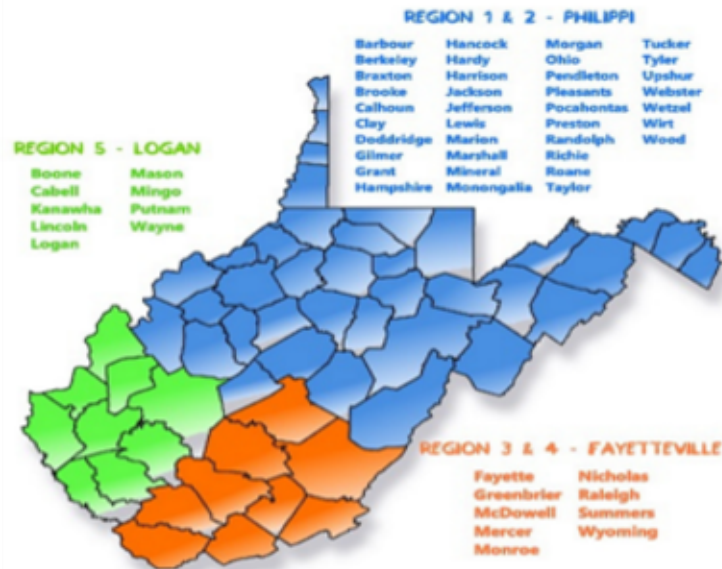 REGION 1 & 2 - PHILIPPI
Barbour Hancock Morgan Tucker
Berkeley Hardy Ohio Tyler
Braxton Harrison Pendleton Upshur
Brooke Jackson Pleasants Webster
Calhoun Jefferson Pocahontas Wetzel
Clay Lewis Preston Wirt
Doddridge Marion Randolph Wood
Gilmer Marshall Richie
Grant Mineral Roane
Hampshire Monongalia Taylor
REGION 5 - LOGAN
Boone Mason
Cabell Mingo
Kanawha Putnam
Lincoln Wayne
Logan
REGION 3 & 4 - FAYETTEVILLE
Fayette Nicholas
Greenbrier Raleigh
McDowell Summers
Mercer Wyoming
Monroe